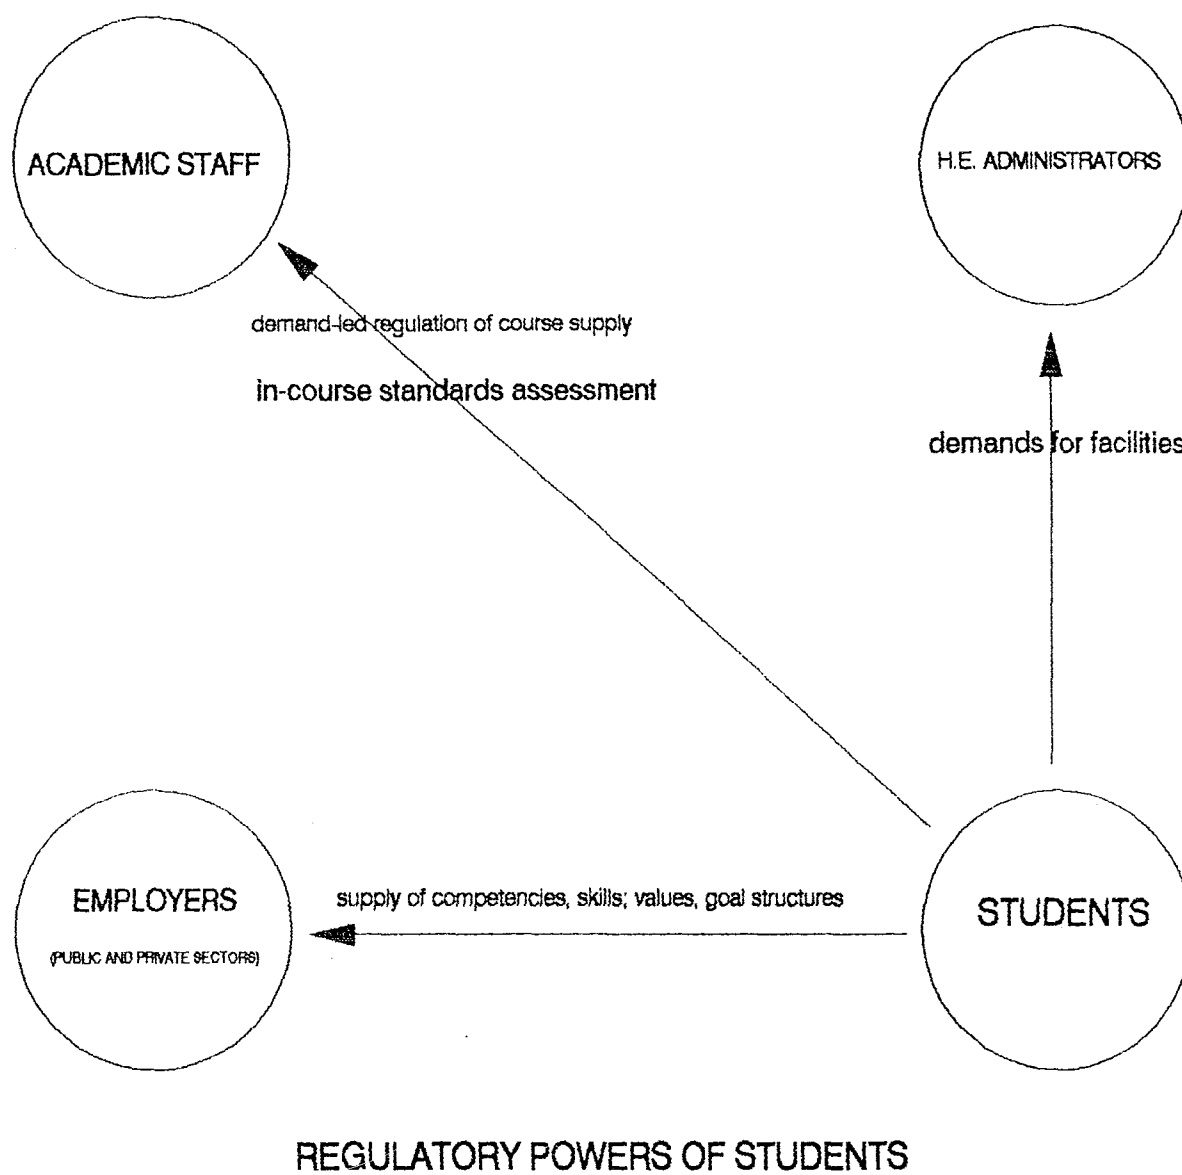 ACADEMIC STAFF
H.E. ADMINISTRATORS
demand-led regulation of course supply
in-course standards assessment
demands for facilities
EMPLOYERS
(PUBLIC AND PRIVATE SECTORS)
supply of competencies, skills; values, goal structures
STUDENTS
REGULATORY POWERS OF STUDENTS